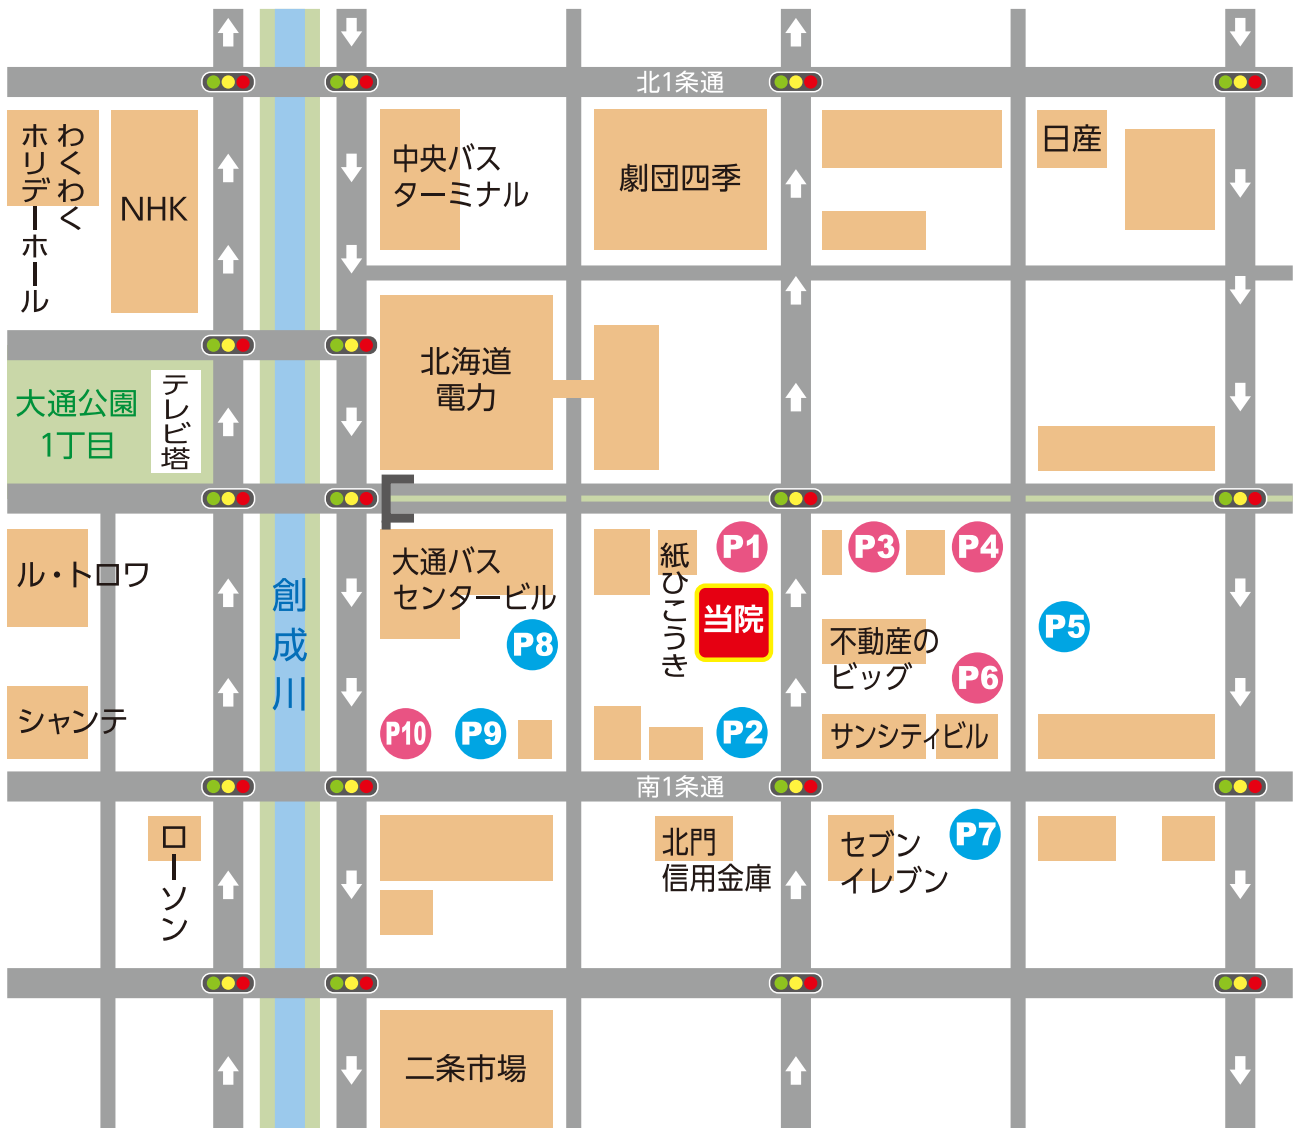 北1条通
わくわく
ホリデーホール
NHK
中央バス
ターミナル
劇団四季
日産
北海道
電力
大通公園
1丁目
テレビ塔
ル・トロワ
創成川
大通バス
センタービル
紙ひこうき
P1
当院
P3
P4
P5
P8
不動産の
ビッグ
P6
シャンテ
P10
P9
P2
サンシティビル
南1条通
ローソン
北門
信用金庫
セブン
イレブン
P7
二条市場